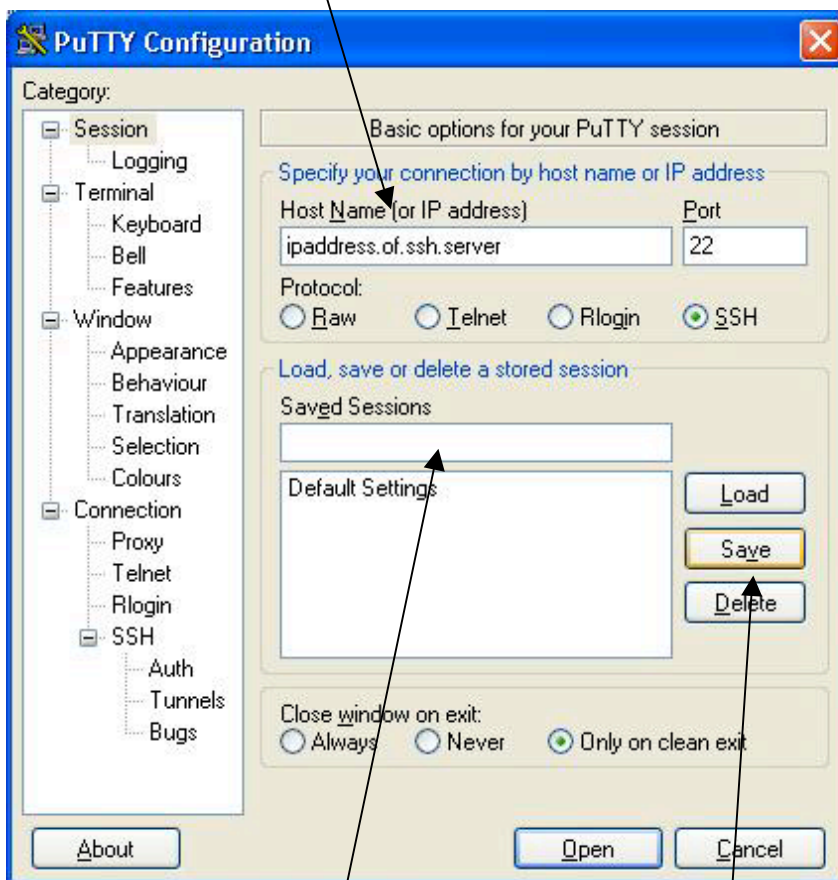 PuTTY Configuration
Category:
Session
Logging
Terminal
Keyboard
Bell
Features
Window
Appearance
Behaviour
Translation
Selection
Colours
Connection
Proxy
Telnet
Rlogin
SSH
Auth
Tunnels
Bugs
Basic options for your PuTTY session
Specify your connection by host name or IP address
Host Name (or IP address) Port
ipaddress.of.ssh.server 22
Protocol:
Raw Telnet Rlogin SSH
Load, save or delete a stored session
Saved Sessions
Default Settings
Load
Save
Delete
Close window on exit:
Always Never Only on clean exit
About Open Cancel